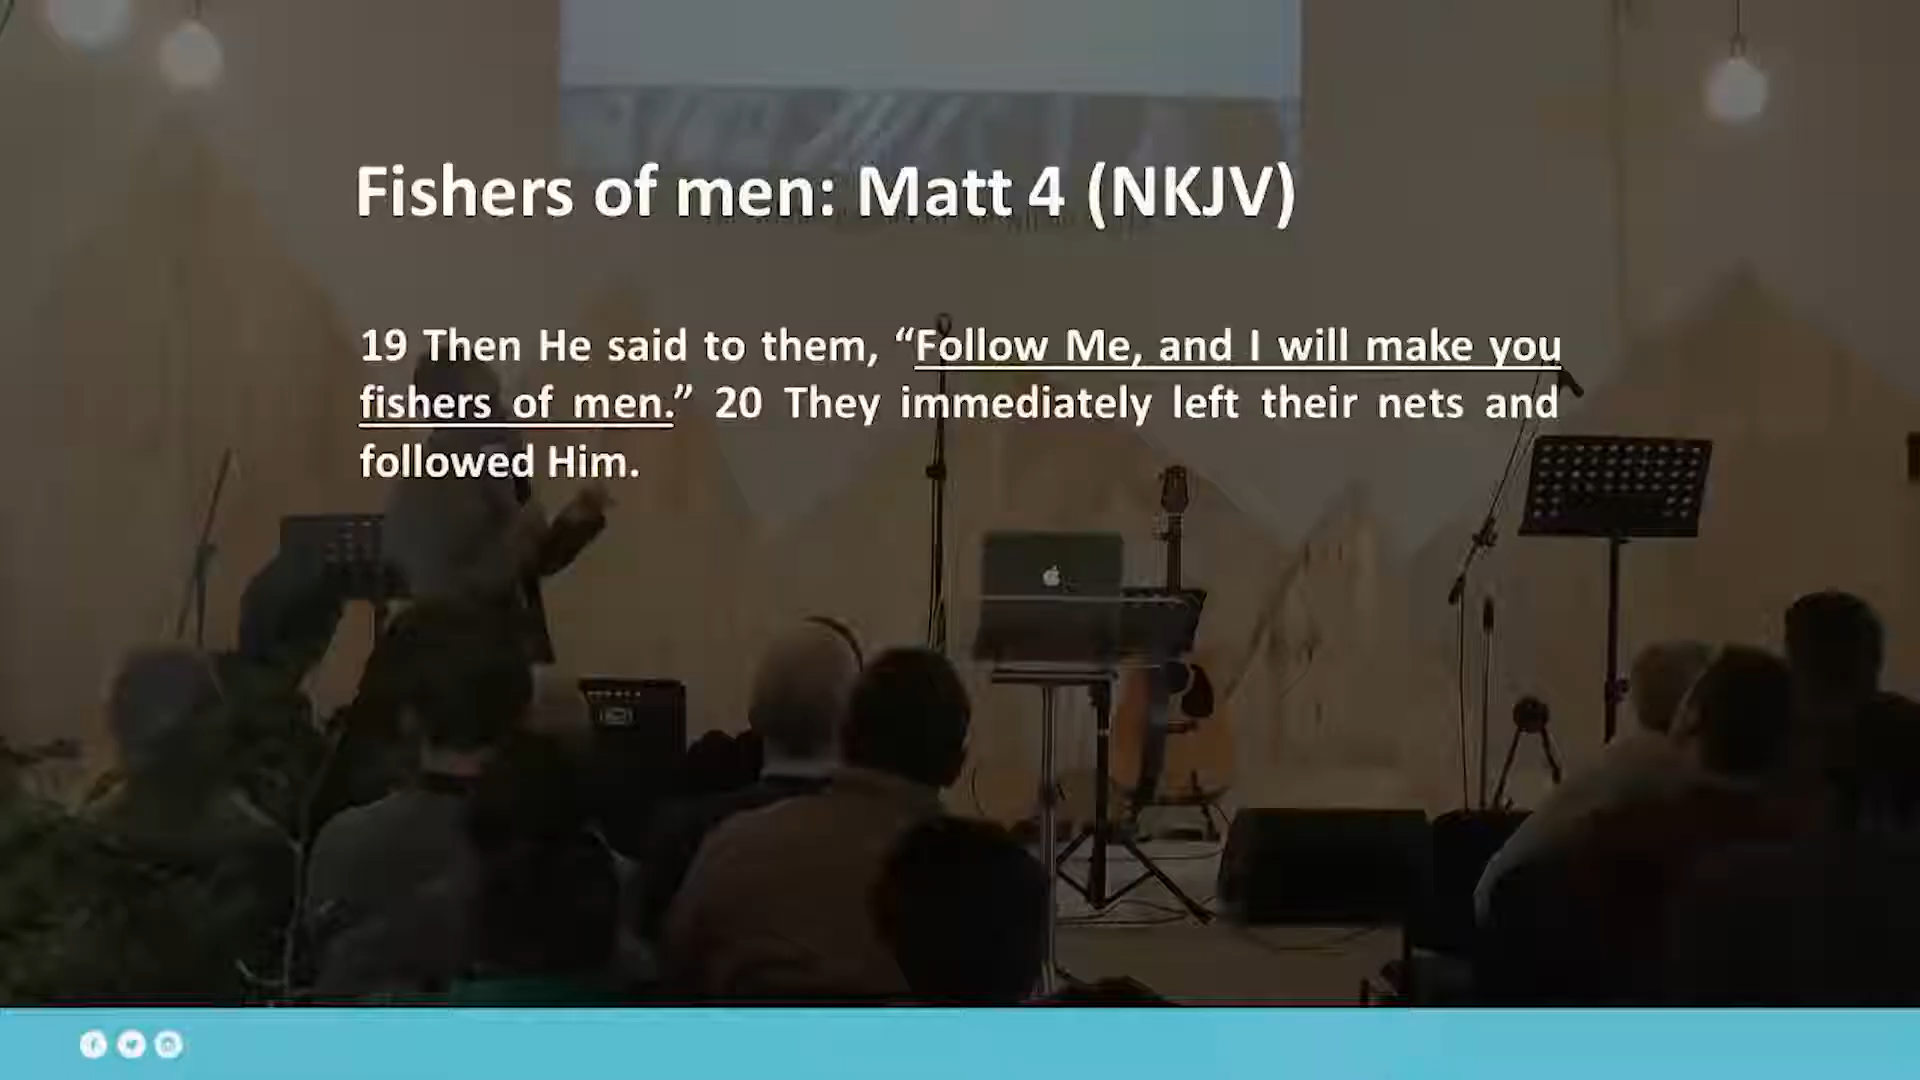 Fishers of men: Matt 4 (NKJV)
19 Then He said to them, “Follow Me, and I will make you
fishers of men.” 20 They immediately left their nets and
followed Him.